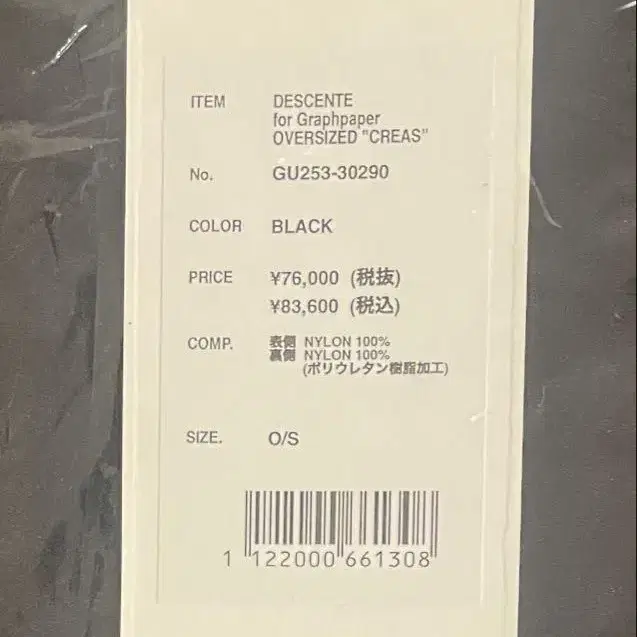 ITEM DESCENTE
for Graphpaper
OVERSIZED "CREAS"
No. GU253-30290
COLOR BLACK
PRICE ¥76,000 (税抜)
¥83,600 (税込)
COMP. 表側 NYLON 100%
裏側 NYLON 100%
(ポリウレタン樹脂加工)
SIZE. O/S
1 122000 661308